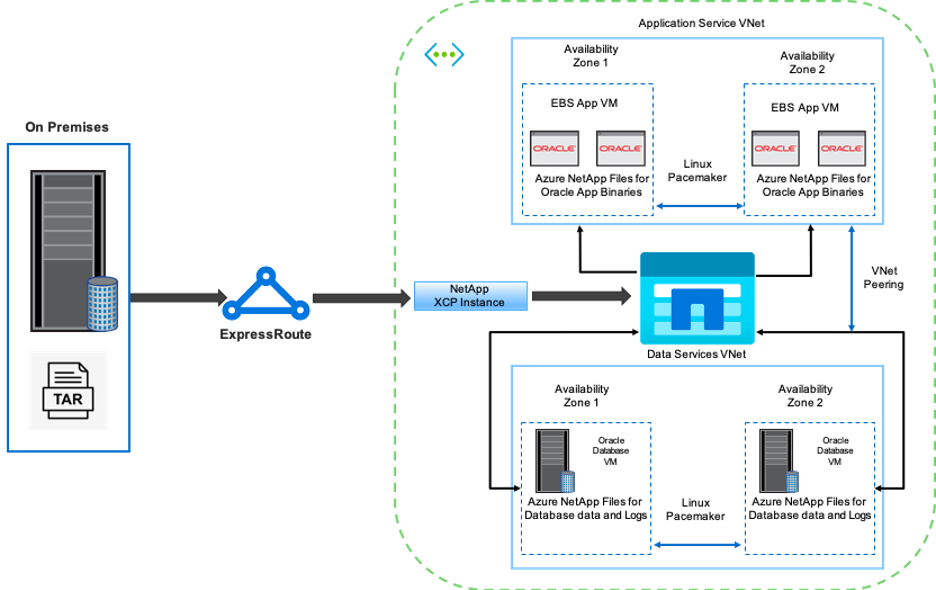 Application Service VNet
Availability
Zone 1
Availability
Zone 2
EBS App VM
EBS App VM
ORACLE
ORACLE
ORACLE
ORACLE
Azure NetApp Files for
Oracle App Binaries
Linux
Pacemaker
Azure NetApp Files for
Oracle App Binaries
On Premises
TAR
ExpressRoute
NetApp
XCP Instance
VNet
Peering
Data Services VNet
Availability
Zone 1
Availability
Zone 2
Oracle
Database
VM
Oracle
Database
VM
Azure NetApp Files for
Database data and Logs
Linux
Pacemaker
Azure NetApp Files for
Database data and Logs